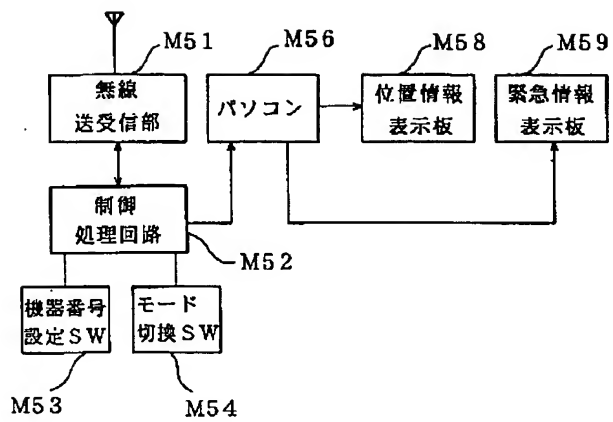 M51
M56
M58
M59
無線
送受信部
パソコン
位置情報
表示板
緊急情報
表示板
制御
処理回路
M52
機器番号
設定SW
モード
切換SW
M53
M54